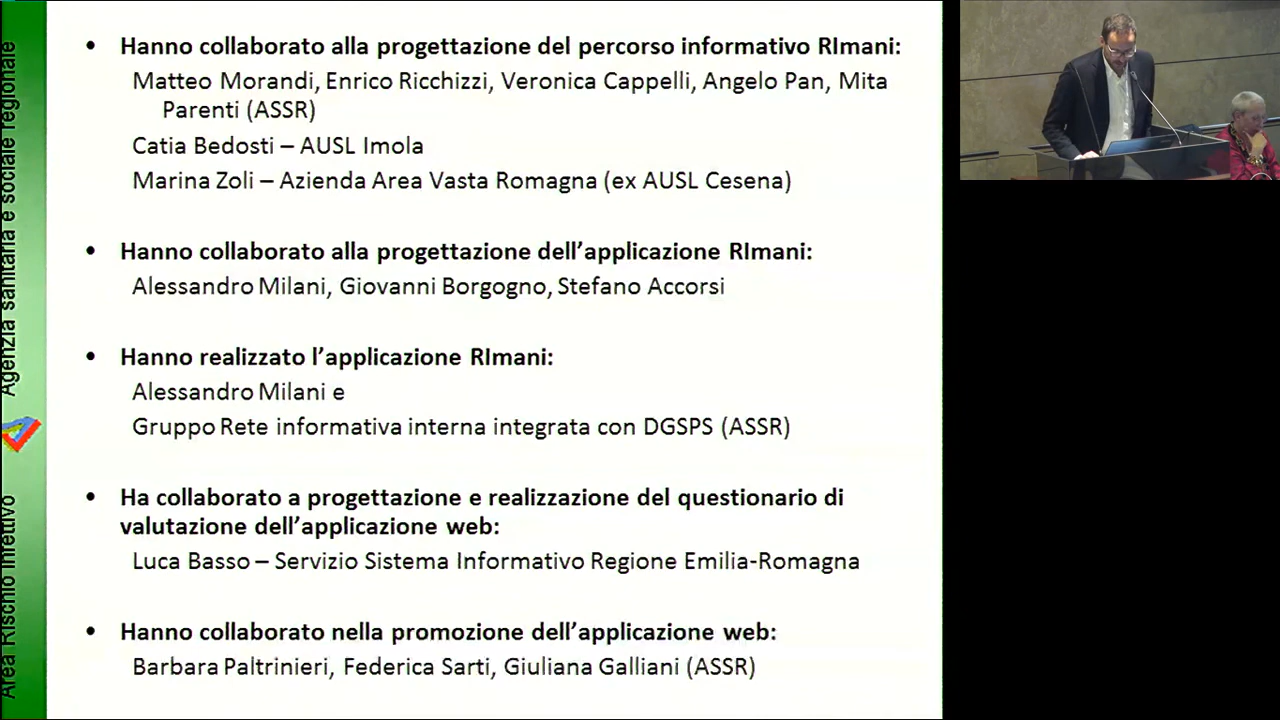 Agenzia sanitaria e sociale regionale
Area Rischio Infettivo
• Hanno collaborato alla progettazione del percorso informativo RImani:
Matteo Morandi, Enrico Ricchizzi, Veronica Cappelli, Angelo Pan, Mita
Parenti (ASSR)
Catia Bedosti – AUSL Imola
Marina Zoli – Azienda Area Vasta Romagna (ex AUSL Cesena)
• Hanno collaborato alla progettazione dell’applicazione RImani:
Alessandro Milani, Giovanni Borgogno, Stefano Accorsi
• Hanno realizzato l’applicazione RImani:
Alessandro Milani e
Gruppo Rete informativa interna integrata con DGSPS (ASSR)
• Ha collaborato a progettazione e realizzazione del questionario di
valutazione dell’applicazione web:
Luca Basso – Servizio Sistema Informativo Regione Emilia-Romagna
• Hanno collaborato nella promozione dell’applicazione web:
Barbara Paltrinieri, Federica Sarti, Giuliana Galliani (ASSR)